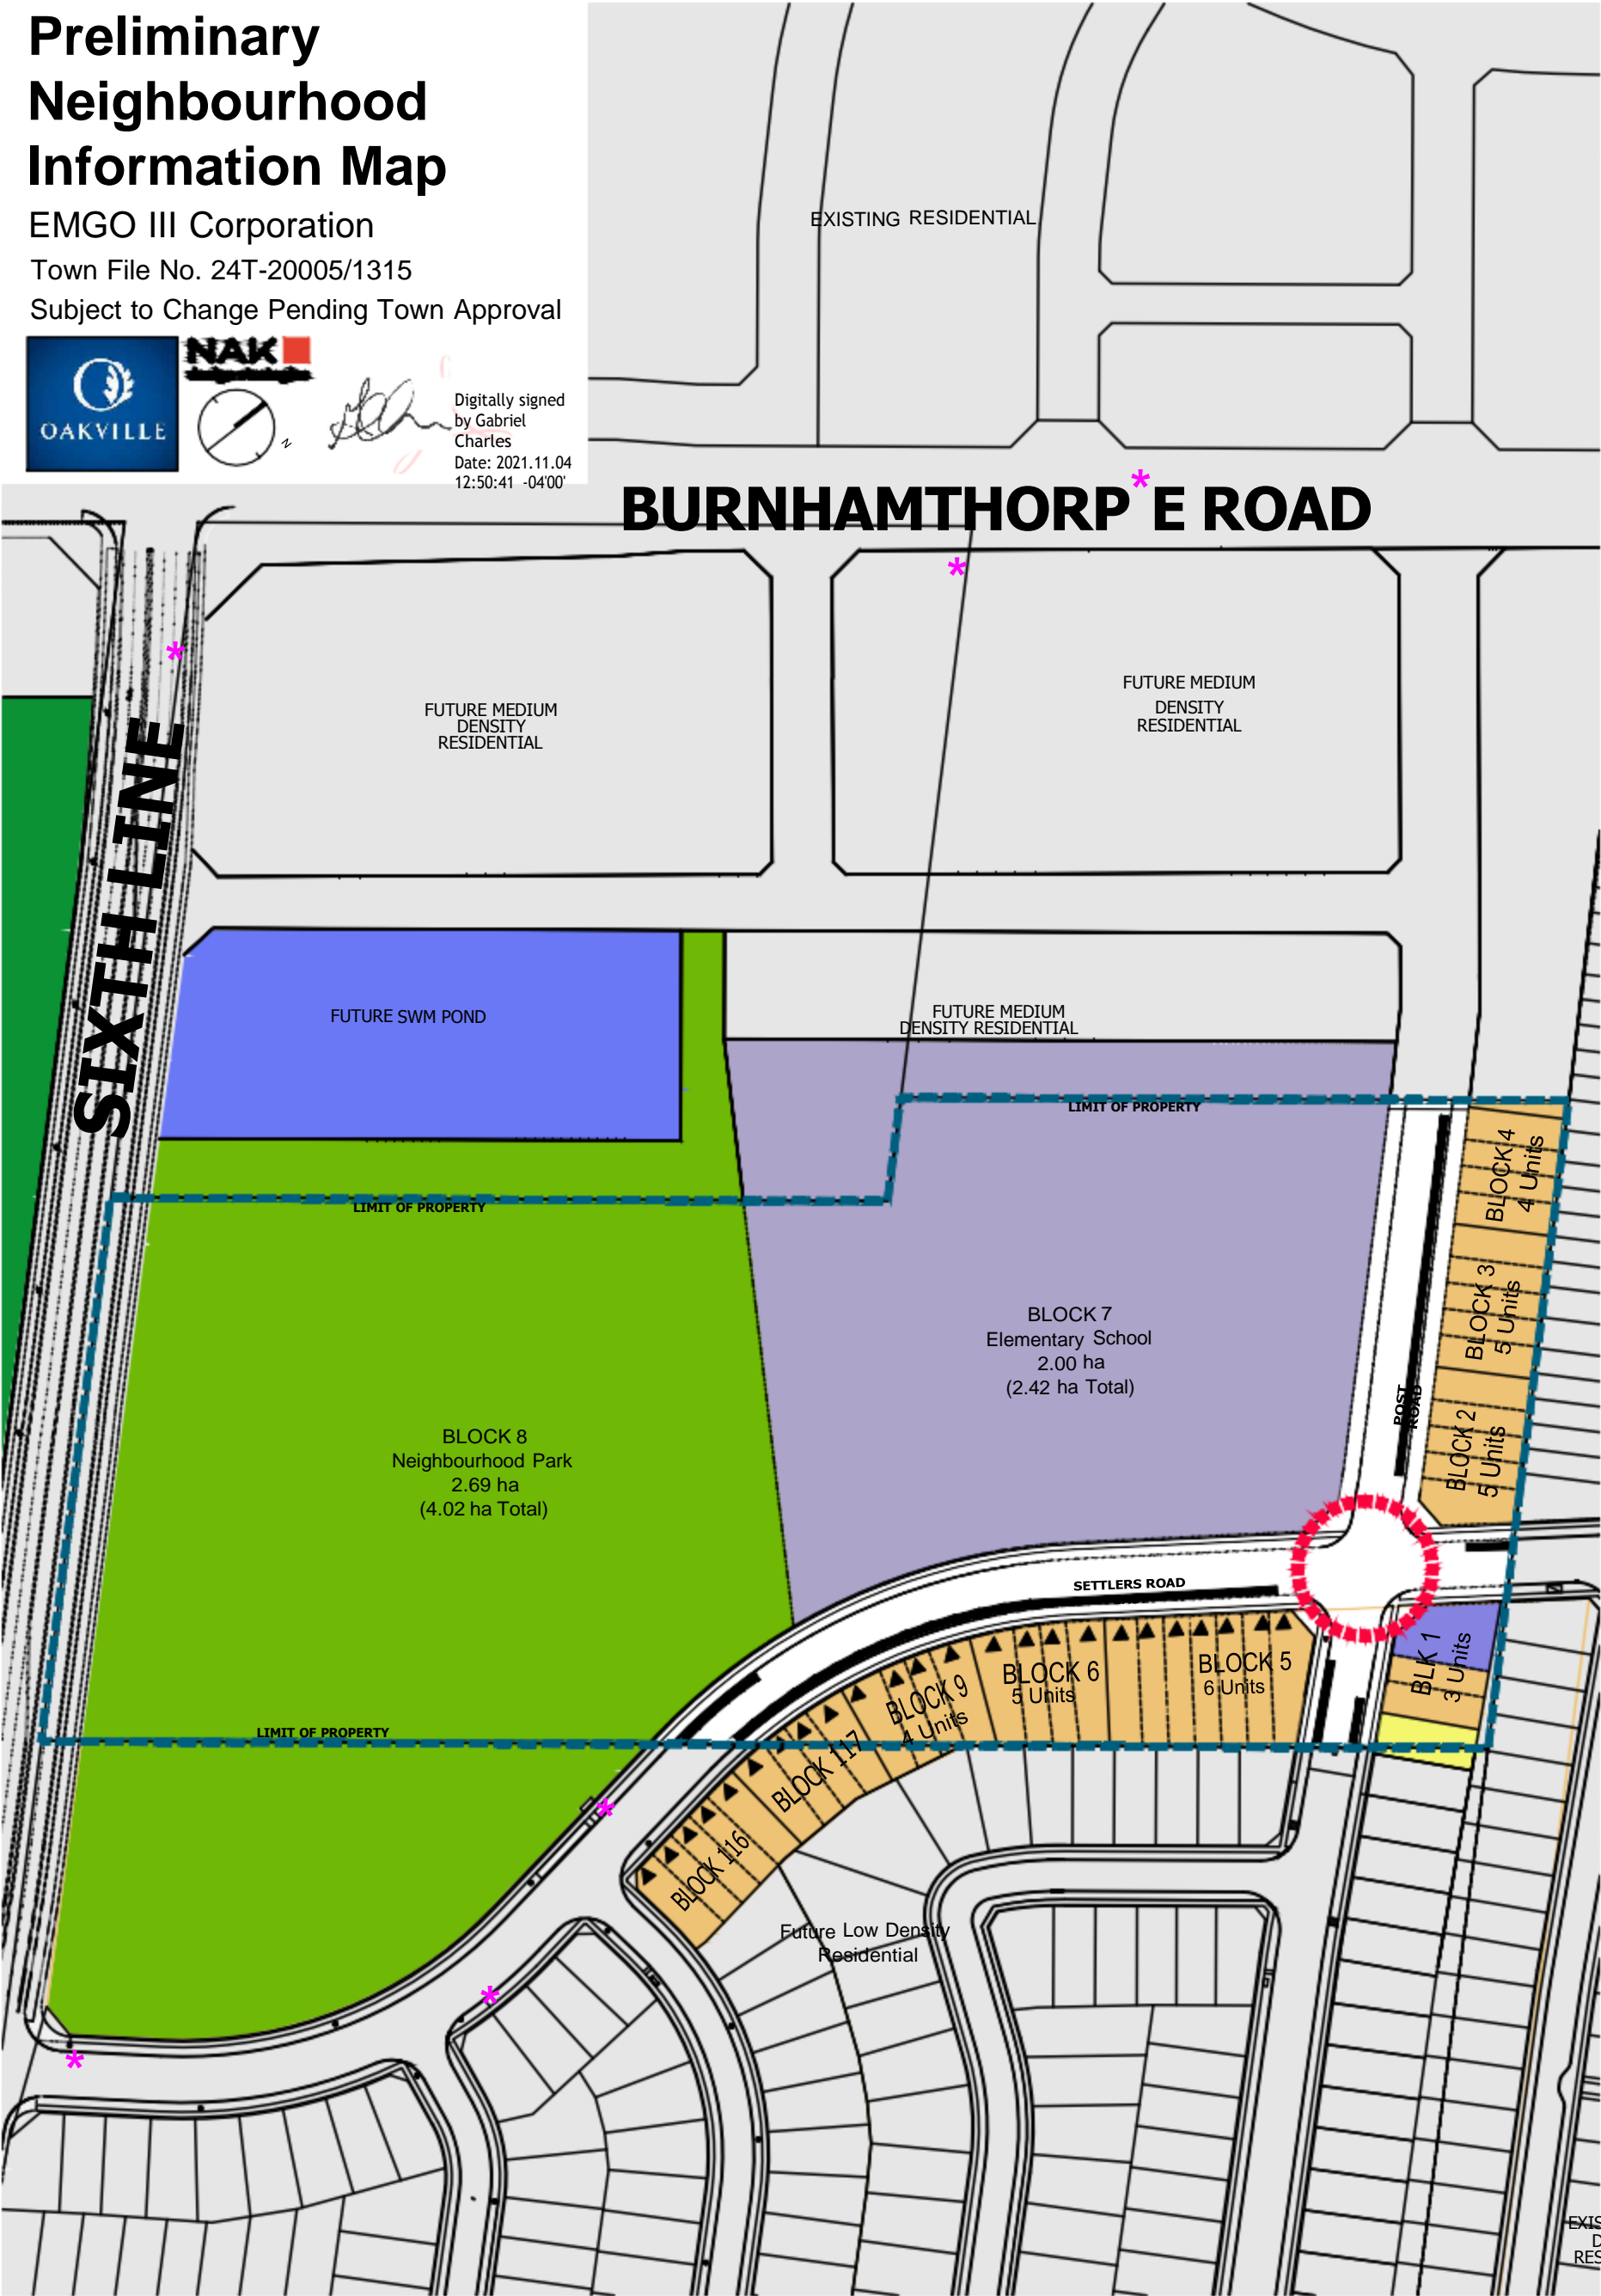 Preliminary
Neighbourhood
Information Map
EMGO III Corporation
Town File No. 24T-20005/1315
Subject to Change Pending Town Approval
OAKVILLE
NAK
N
Digitally signed
by Gabriel
Charles
Date: 2021.11.04
12:50:41 -04'00'
EXISTING RESIDENTIAL
*
BURNHAMTHORP E ROAD
*
*
SIXTH LINE
FUTURE MEDIUM
DENSITY
RESIDENTIAL
FUTURE MEDIUM
DENSITY
RESIDENTIAL
FUTURE SWM POND
FUTURE MEDIUM
DENSITY RESIDENTIAL
LIMIT OF PROPERTY
LIMIT OF PROPERTY
BLOCK 4
4 Units
BLOCK 3
5 Units
BLOCK 2
5 Units
POST
ROAD
BLOCK 7
Elementary School
2.00 ha
(2.42 ha Total)
BLOCK 8
Neighbourhood Park
2.69 ha
(4.02 ha Total)
SETTLERS ROAD
BLK 1
3 Units
BLOCK 5
6 Units
BLOCK 6
5 Units
BLOCK 9
4 Units
BLOCK 117
BLOCK 116
LIMIT OF PROPERTY
*
Future Low Density
Residential
*
*